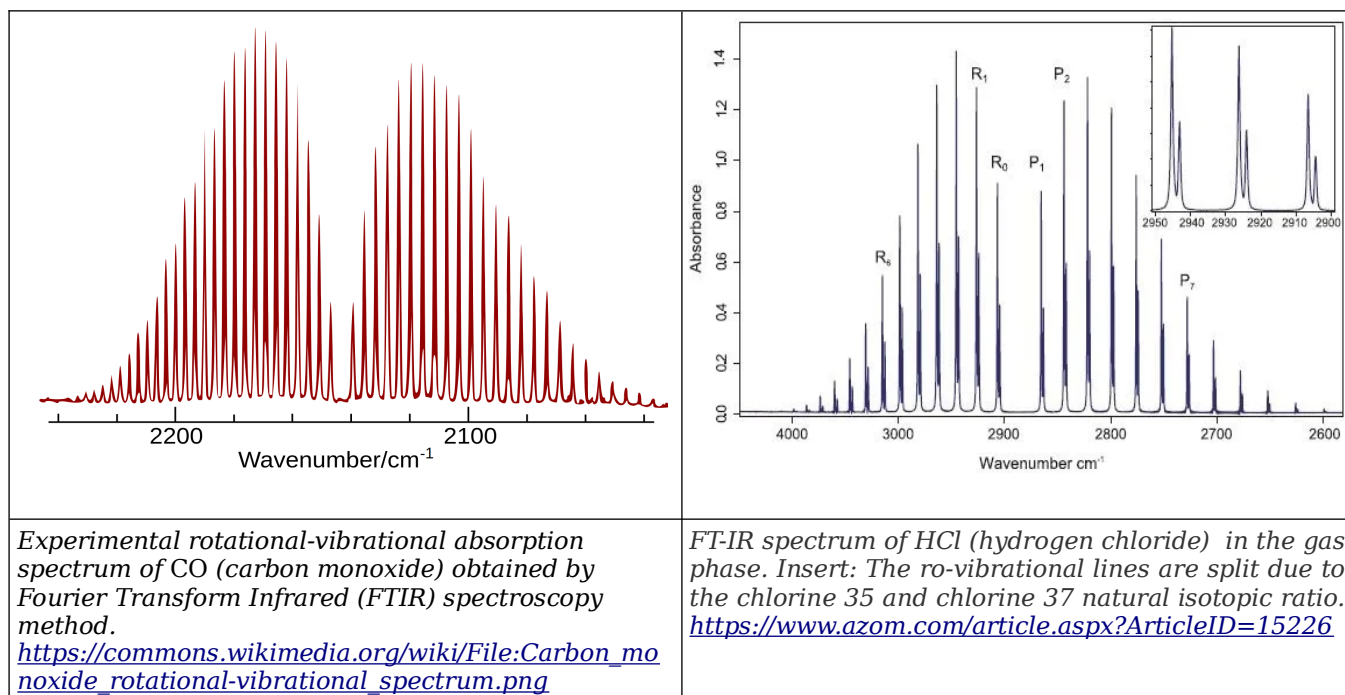 2200
2100
Wavenumber/cm-1
Absorbance
1.4
1.2
1.0
0.8
0.6
0.4
0.2
0.0
R6
R1
R0
P1
P2
P7
2950 2940 2930 2920 2910 2900
4000 3000 2900 2800 2700 2600
Wavenumber cm-1
Experimental rotational-vibrational absorption
spectrum of CO (carbon monoxide) obtained by
Fourier Transform Infrared (FTIR) spectroscopy
method.
https://commons.wikimedia.org/wiki/File:Carbon_mo
noxide_rotational-vibrational_spectrum.png
FT-IR spectrum of HCl (hydrogen chloride) in the gas
phase. Insert: The ro-vibrational lines are split due to
the chlorine 35 and chlorine 37 natural isotopic ratio.
https://www.azom.com/article.aspx?ArticleID=15226